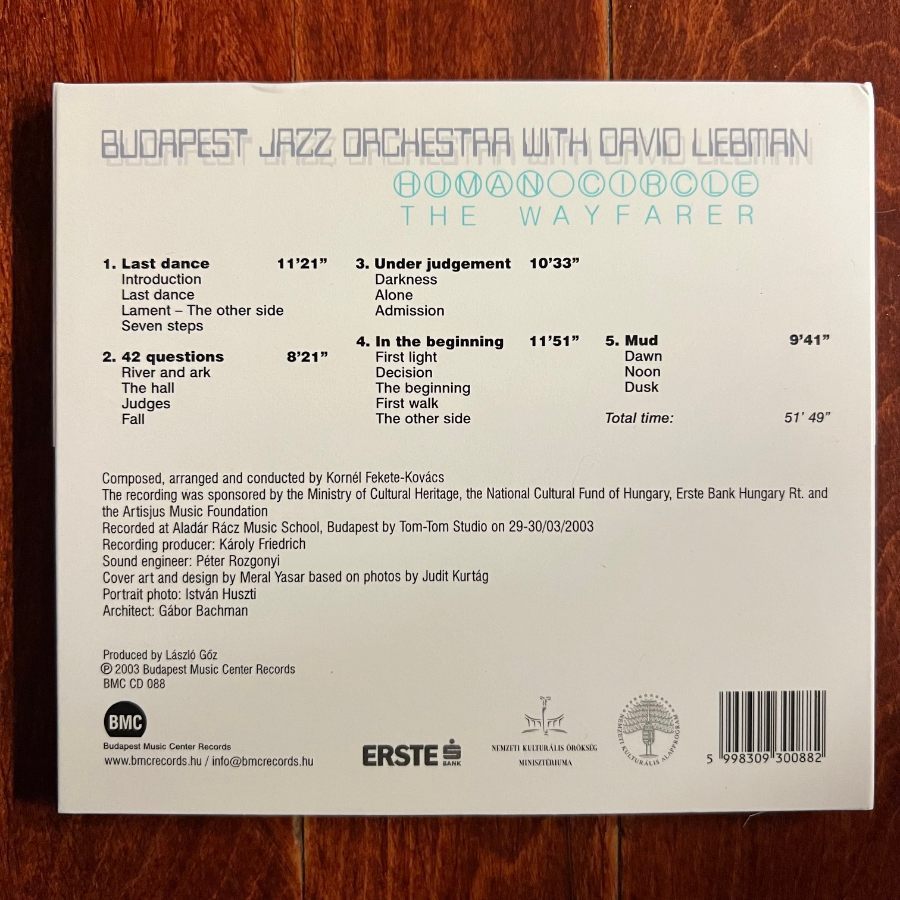 BUDAPEST JAZZ ORCHESTRA WITH DAVID LIEBMAN
HUMAN CIRCLE
THE WAYFARER
1. Last dance 11’21”
Introduction
Last dance
Lament – The other side
Seven steps
2. 42 questions 8’21”
River and ark
The hall
Judges
Fall
3. Under judgement 10’33”
Darkness
Alone
Admission
4. In the beginning 11’51”
First light
Decision
The beginning
First walk
The other side
5. Mud 9’41”
Dawn
Noon
Dusk
Total time: 51’ 49”
Composed, arranged and conducted by Kornél Fekete-Kovács
The recording was sponsored by the Ministry of Cultural Heritage, the National Cultural Fund of Hungary, Erste Bank Hungary Rt. and
the Artisjus Music Foundation
Recorded at Aladár Rácz Music School, Budapest by Tom-Tom Studio on 29-30/03/2003
Recording producer: Károly Friedrich
Sound engineer: Péter Rozgonyi
Cover art and design by Meral Yasar based on photos by Judit Kurtág
Portrait photo: István Huszti
Architect: Gábor Bachman
Produced by László Gőz
℗ 2003 Budapest Music Center Records
BMC CD 088
BMC
Budapest Music Center Records
www.bmcrecords.hu / info@bmcrecords.hu
ERSTE BANK
NEMZETI KULTURÁLIS ÖRÖKSÉG
MINISZTÉRIUMA
NEMZETI KULTURÁLIS ALAPPROGRAM
5 998309 300882